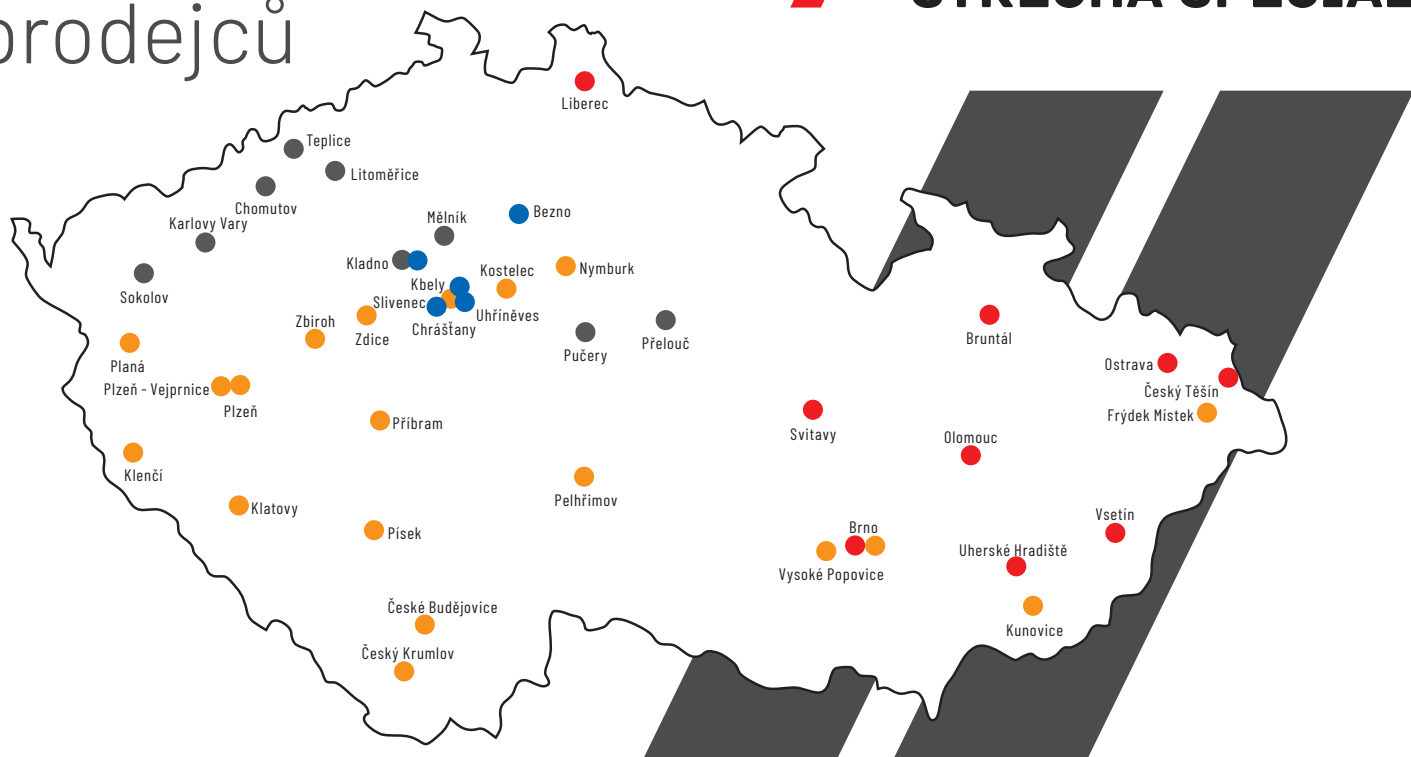 prodejců
Liberec
Teplice
Litoměřice
Chomutov
Karlovy Vary
Mělník
Bezno
Kladno
Kbely
Kostelec
Nymburk
Sokolov
Slivenec
Uhříněves
Zbiroh
Zdice
Chrášťany
Pučery
Přelouč
Bruntál
Planá
Plzeň - Vejprnice
Plzeň
Ostrava
Český Těšín
Frýdek Místek
Příbram
Svitavy
Olomouc
Klenčí
Klatovy
Pelhřimov
Vsetín
Písek
Brno
Uherské Hradiště
Vysoké Popovice
České Budějovice
Kunovice
Český Krumlov